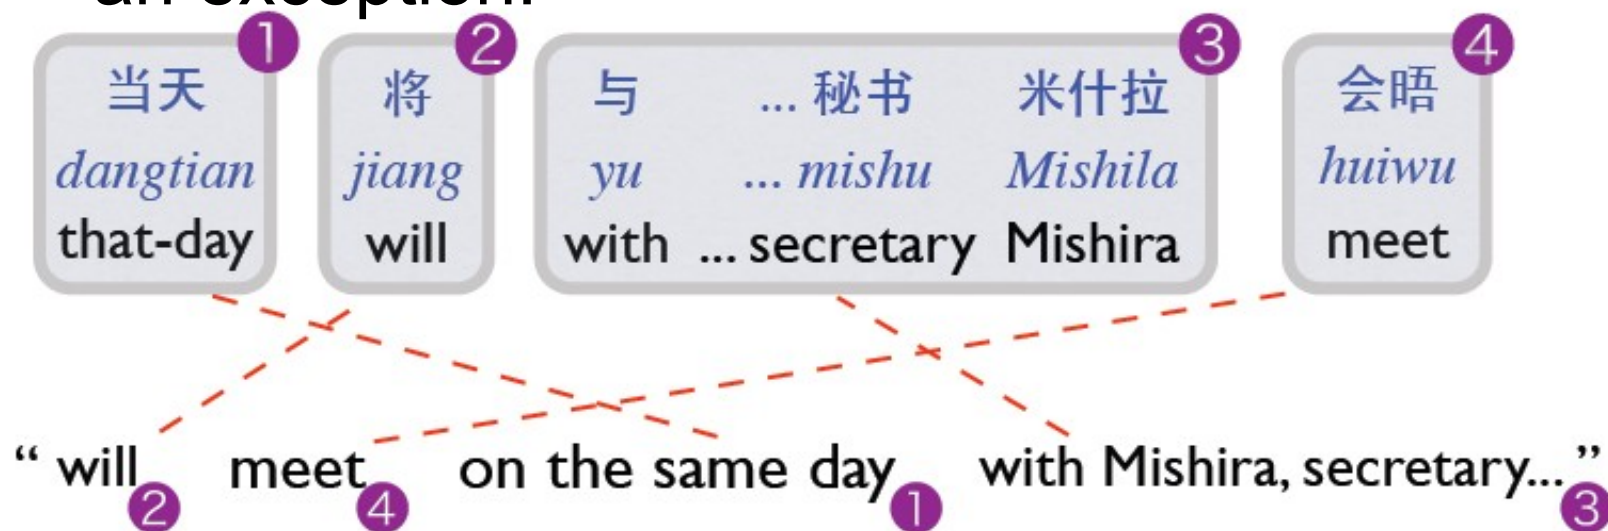 an exception.
1 2 3 4
当天 将 与 ... 秘书 米什拉 会晤
dangtian jiang yu ... mishu Mishila huiwu
that-day will with ... secretary Mishira meet
“ will meet on the same day with Mishira, secretary... ”
2 4 1 3